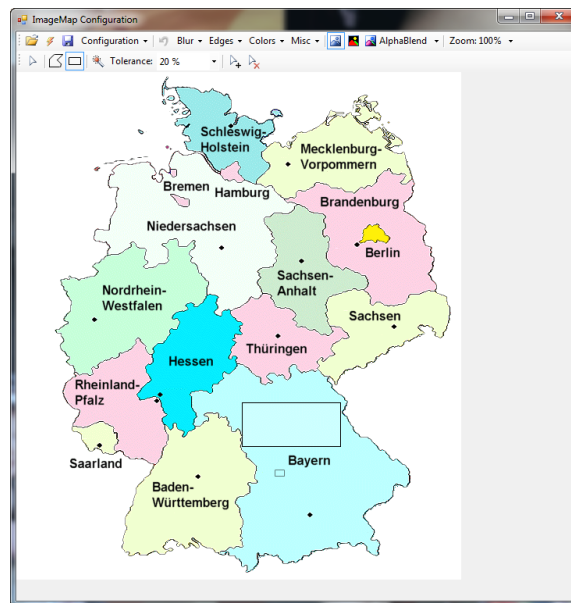 ImageMap Configuration
Configuration Blur Edges Colors Misc AlphaBlend Zoom: 100%
Tolerance: 20 %
Schleswig-
Holstein
Mecklenburg-
Vorpommern
Bremen
Hamburg
Brandenburg
Niedersachsen
Berlin
Sachsen-
Anhalt
Nordrhein-
Westfalen
Sachsen
Thüringen
Hessen
Rheinland-
Pfalz
Saarland
Bayern
Baden-
Württemberg